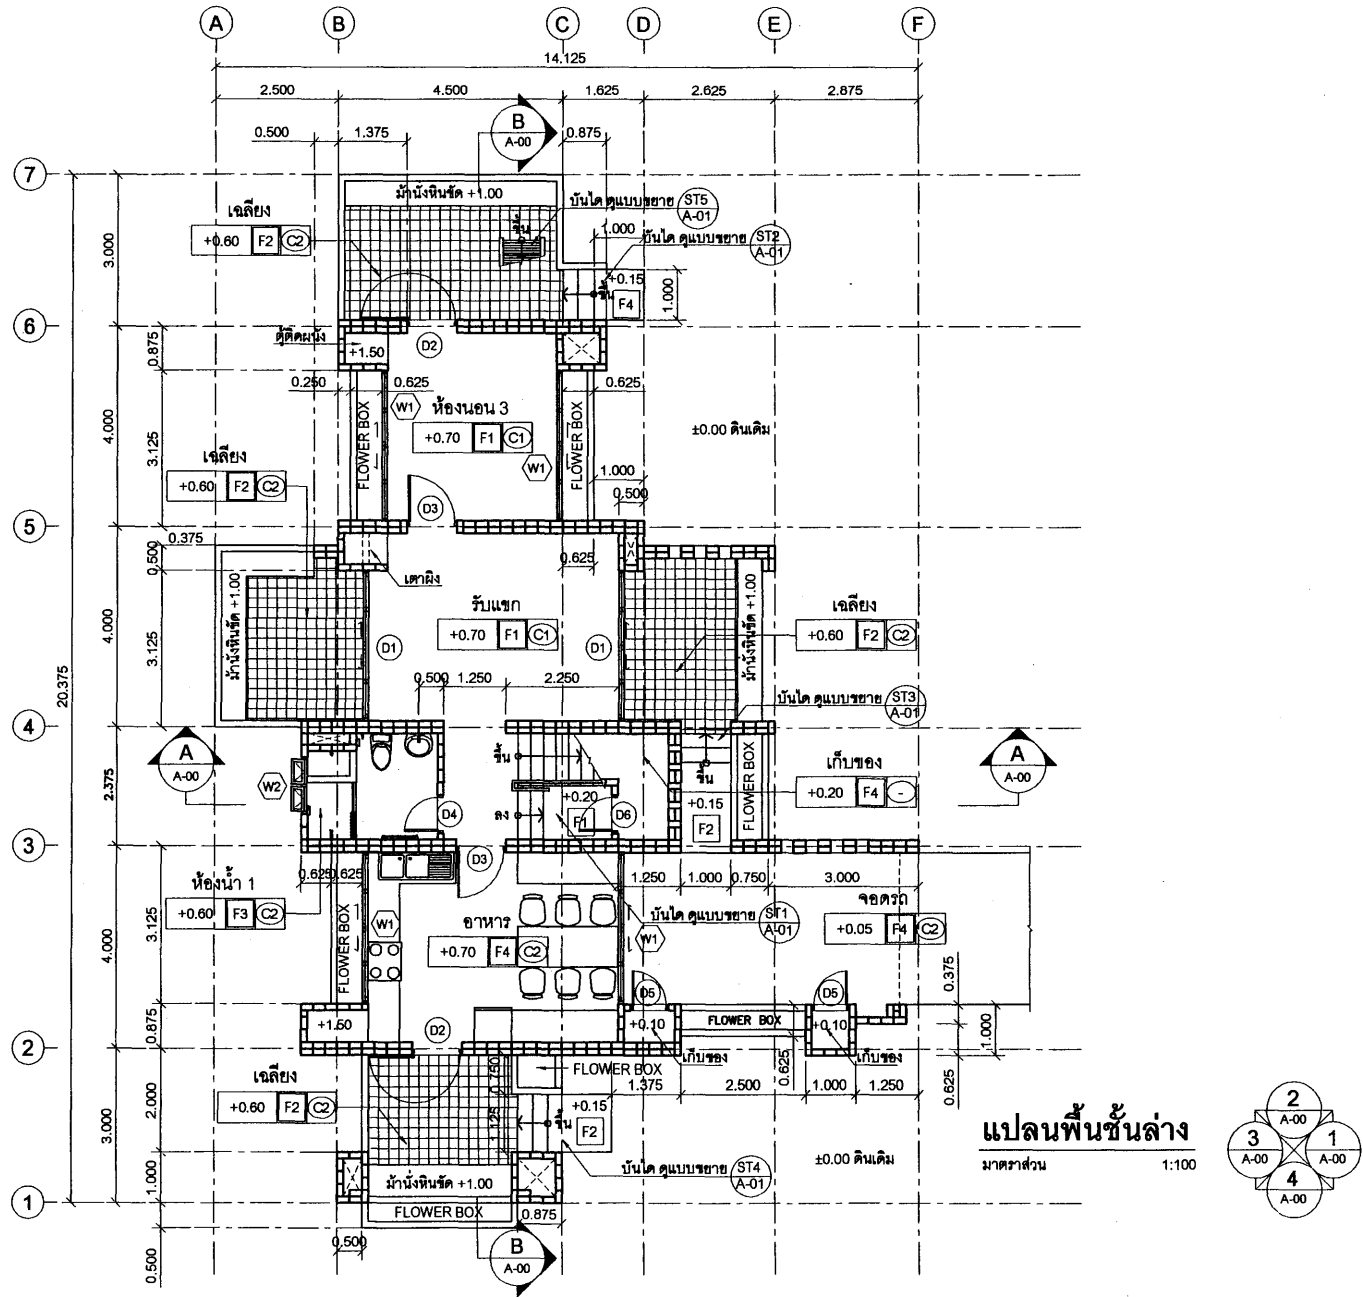 A B C D E F
14.125
2.500 4.500 1.625 2.625 2.875
0.500 1.375 B A-00 0.875
7
ม้านั่งหินขัด +1.00
บันได ดูแบบขยาย ST5 A-01
เฉลียง
+0.60 F2 C2
ขึ้น
1.000
บันได ดูแบบขยาย ST2 A-01
3.000
+0.15
ขึ้น
F4
1.000
6
ตู้ติดผนัง
+1.50
D2
0.875
0.250 0.625 0.625
W1 ห้องนอน 3
+0.70 F1 C1
FLOWER BOX
FLOWER BOX
±0.00 ดินเดิม
4.000
3.125
W1
เฉลียง
+0.60 F2 C2
1.000
0.500
D3
5
0.375
0.500
0.625
เตาผิง
ม้านั่งหินขัด +1.00
ม้านั่งหินขัด +1.00
รับแขก
+0.70 F1 C1
เฉลียง
+0.60 F2 C2
D1 D1
4.000
3.125
20.375
0.500 1.250 2.250
บันได ดูแบบขยาย ST3 A-01
4
A A-00
A A-00
ขึ้น
ขึ้น
FLOWER BOX
เก็บของ
+0.20 F4 -
W2
2.375
+0.20
F1
ลง
D4
D6
+0.15
F2
3
D3
0.625 0.625
1.250 1.000 0.750 3.000
ห้องน้ำ 1
+0.60 F3 C2
FLOWER BOX
W1
อาหาร
+0.70 F4 C2
บันได ดูแบบขยาย ST1 A-01
W1
จอดรถ
+0.05 F4 C2
4.000
3.125
0.375
D5 D5
0.875
+1.50
D2
+0.10
FLOWER BOX
+0.10
1.000
2
เก็บของ
เก็บของ
0.625
0.625
เฉลียง
+0.60 F2 C2
0.750
FLOWER BOX
1.375 2.500 1.000 1.250
3.000
2.000
1.125
+0.15
ขึ้น
F2
บันได ดูแบบขยาย ST4 A-01
±0.00 ดินเดิม
1.000
ม้านั่งหินขัด +1.00
1
FLOWER BOX
0.875
0.500
0.500
B A-00
แปลนพื้นชั้นล่าง
มาตราส่วน 1:100
2 A-00
3 A-00
1 A-00
4 A-00